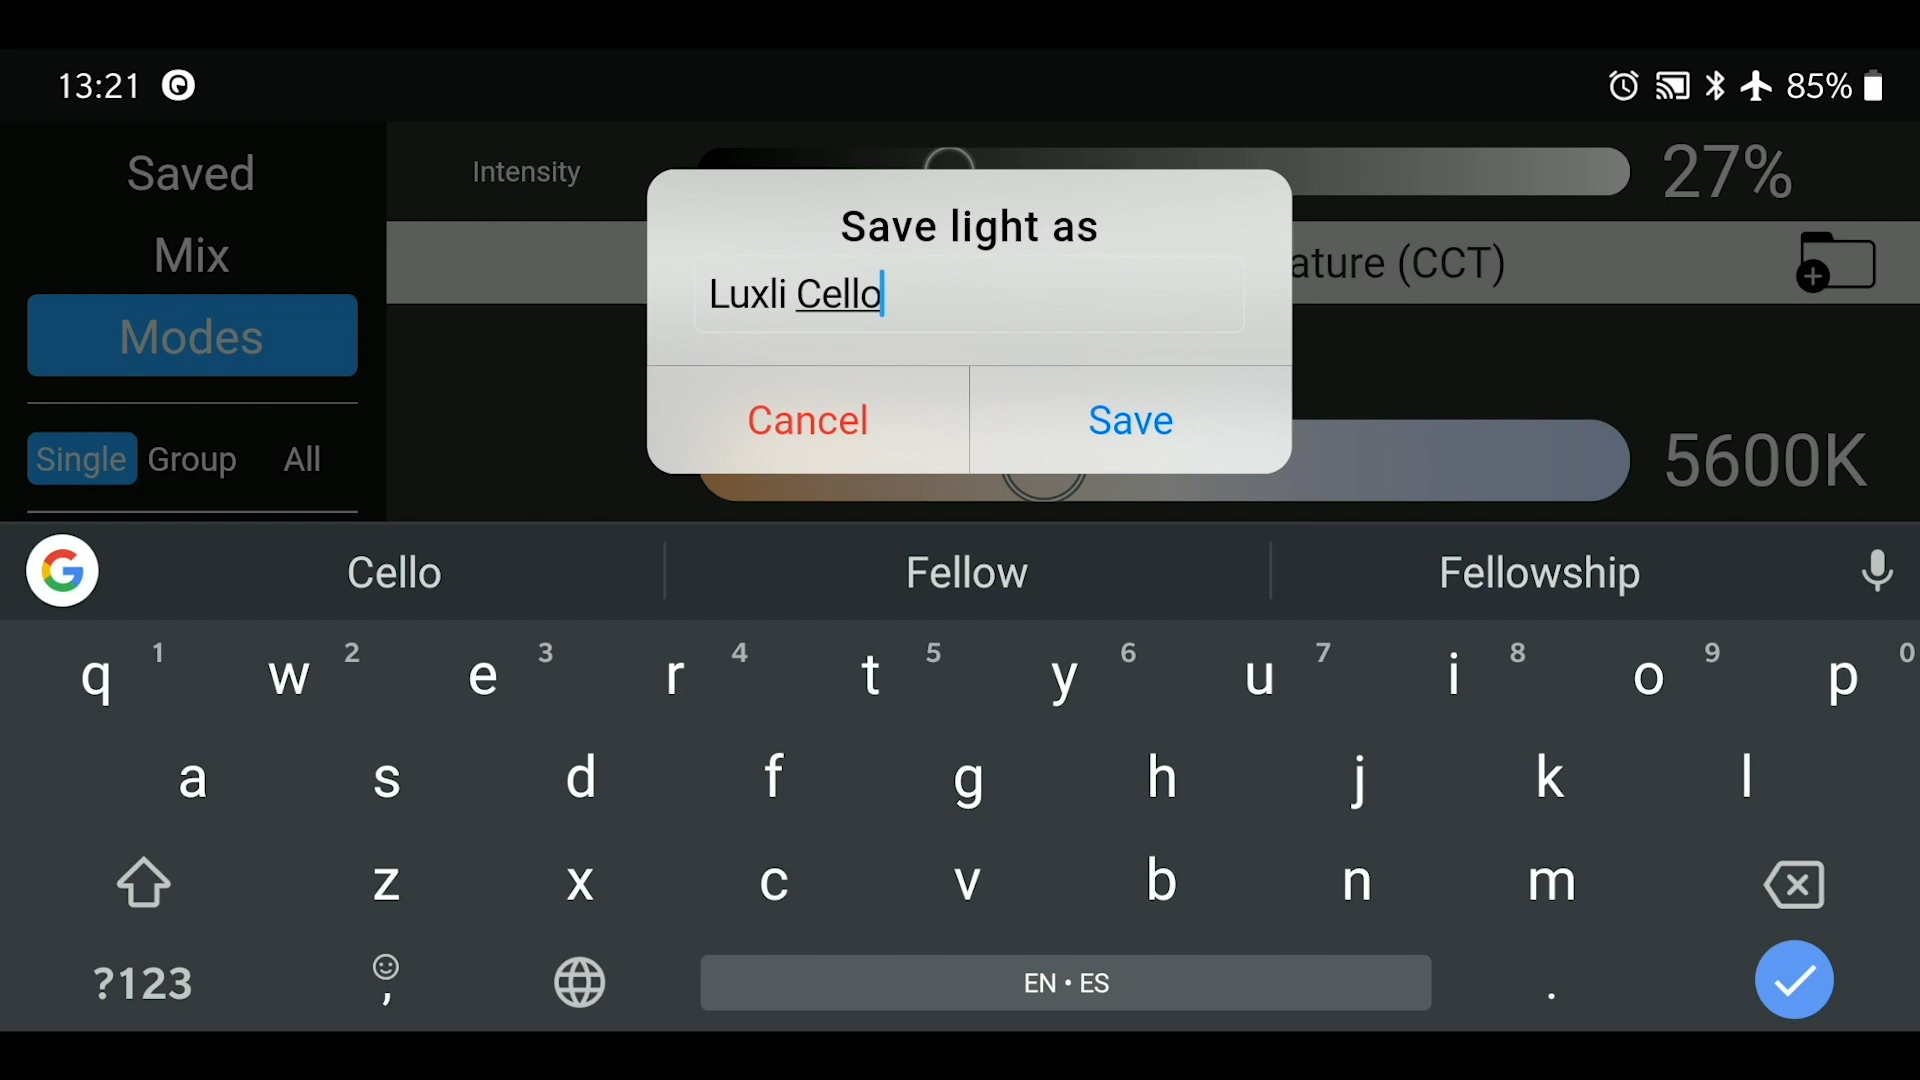 13:21
85%
Saved
Intensity
27%
Save light as
Mix
ature (CCT)
Luxli Cello
Modes
Cancel
Save
Single
Group
All
5600K
Cello
Fellow
Fellowship
q 1 w 2 e 3 r 4 t 5 y 6 u 7 i 8 o 9 p 0
a s d f g h j k l
z x c v b n m
?123 , EN • ES .